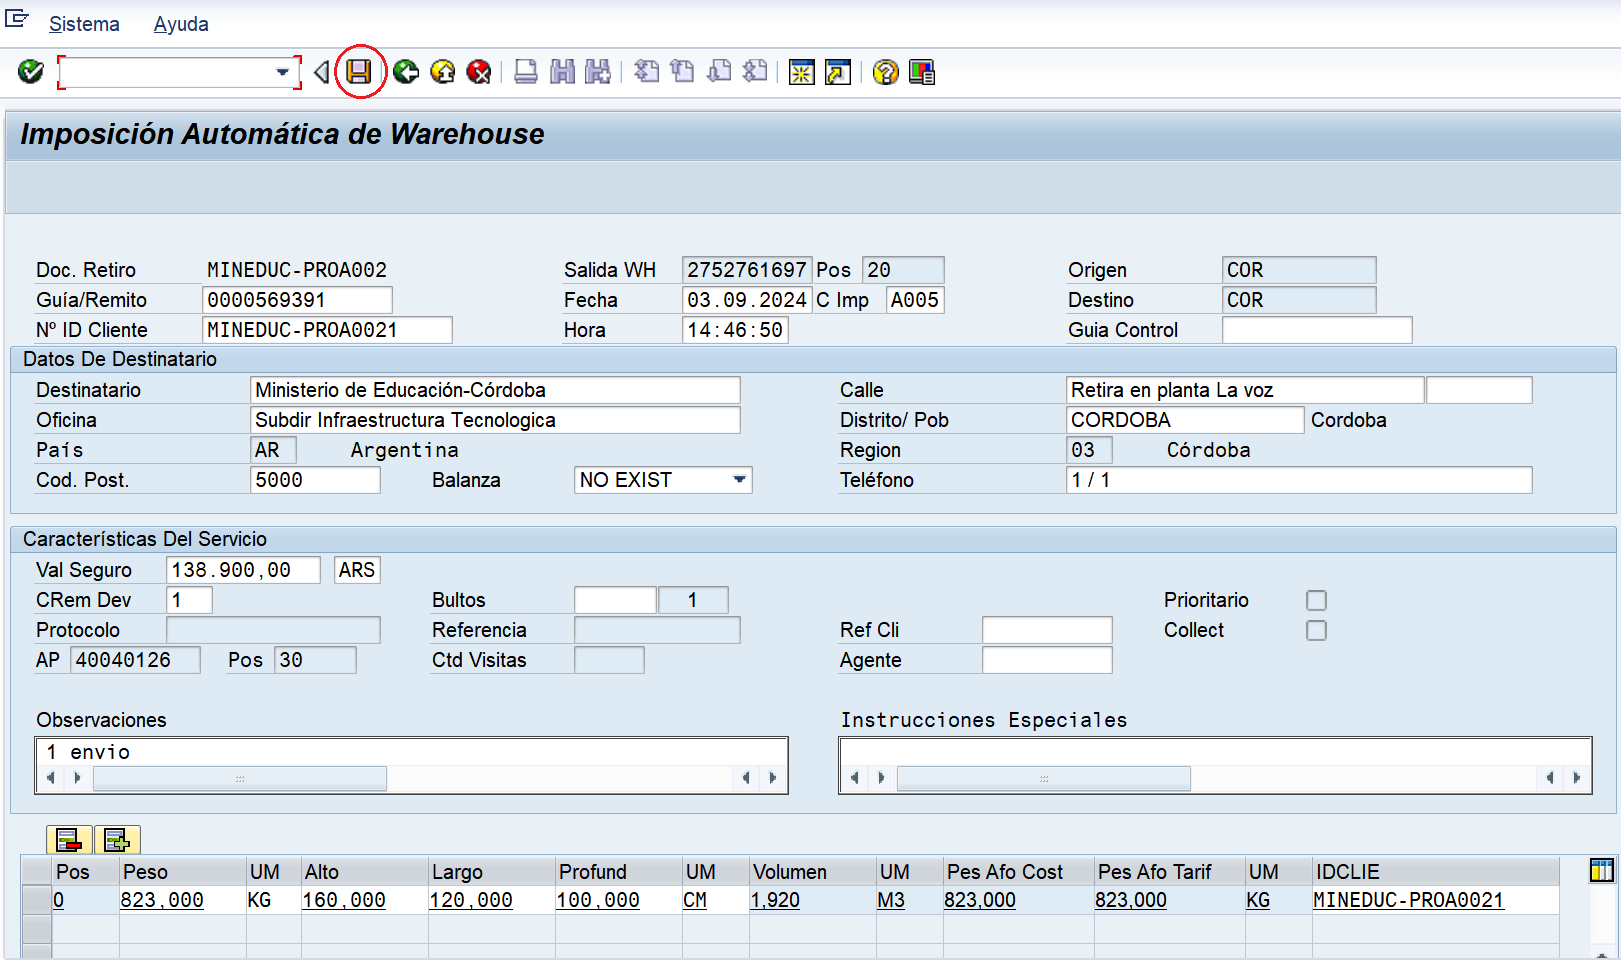 Sistema Ayuda
Imposición Automática de Warehouse
Doc. Retiro MINEDUC-PROA002 Salida WH 2752761697 Pos 20 Origen COR
Guía/Remito 0000569391 Fecha 03.09.2024 C Imp A005 Destino COR
Nº ID Cliente MINEDUC-PROA0021 Hora 14:46:50 Guia Control
Datos De Destinatario
Destinatario Ministerio de Educación-Córdoba Calle Retira en planta La voz
Oficina Subdir Infraestructura Tecnologica Distrito/ Pob CORDOBA Cordoba
País AR Argentina Region 03 Córdoba
Cod. Post. 5000 Balanza NO EXIST Teléfono 1 / 1
Características Del Servicio
Val Seguro 138.900,00 ARS
CRem Dev 1 Bultos 1 Prioritario
Protocolo Referencia Ref Cli Collect
AP 40040126 Pos 30 Ctd Visitas Agente
Observaciones Instrucciones Especiales
1 envio
Pos Peso UM Alto Largo Profund UM Volumen UM Pes Afo Cost Pes Afo Tarif UM IDCLIE
0 823,000 KG 160,000 120,000 100,000 CM 1,920 M3 823,000 823,000 KG MINEDUC-PROA0021